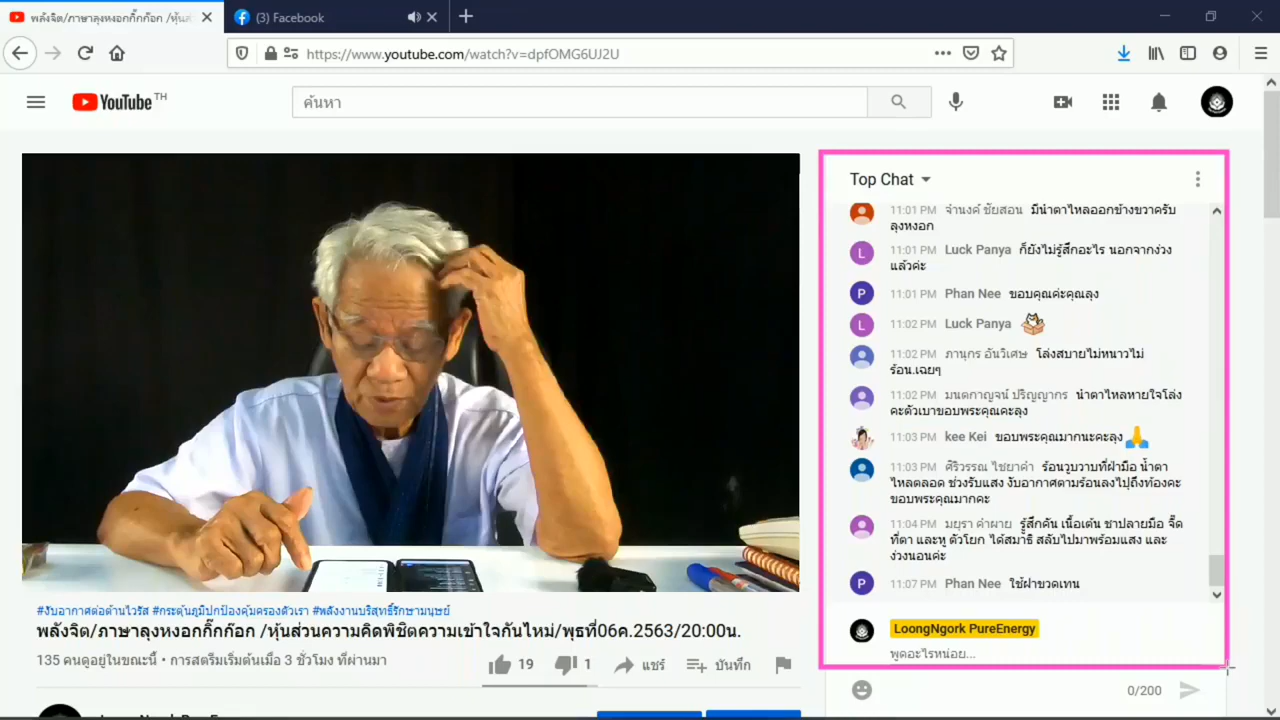 พลังจิต/ภาษาลุงหงอกกิ๊กก๊อก /หุ้นส่
(3) Facebook
https://www.youtube.com/watch?v=dpfOMG6UJ2U
YouTube TH
ค้นหา
Top Chat
11:01 PM จำนงค์ ชัยสอน มีน้ำตาไหลออกข้างขวาครับ
ลุงหงอก
11:01 PM Luck Panya ก็ยังไม่รู้สึกอะไร นอกจากง่วง
แล้วค่ะ
11:01 PM Phan Nee ขอบคุณค่ะคุณลุง
11:02 PM Luck Panya
11:02 PM ภานุกร อันวิเศษ โล่งสบายไม่หนาวไม่
ร้อน.เฉยๆ
11:02 PM มนตกาญจน์ ปริญญากร น้ำตาไหลหายใจโล่ง
คะตัวเบาขอบพระคุณคะลุง
11:03 PM kee Kei ขอบพระคุณมากนะคะลุง
11:03 PM ศิริวรรณ ไชยาคำ ร้อนวูบวาบที่ฝ่ามือ น้ำตา
ไหลตลอด ช่วงรับแสง งับอากาศตามร้อนลงไปถึงท้องคะ
ขอบพระคุณมากคะ
11:04 PM มยุรา คำผาย รู้สึกคัน เนื้อเต้น ชาปลายมือ จี๊ด
ที่ตา และหู ตัวโยก ได้สมาธิ สลับไปมาพร้อมแสง และ
ง่วงนอนค่ะ
11:07 PM Phan Nee ใช้ฝาขวดแทน
LoongNgork PureEnergy
พูดอะไรหน่อย...
0/200
#งับอากาศต่อต้านไวรัส #กระตุ้นภูมิปกป้องคุ้มครองตัวเรา #พลังงานบริสุทธิ์รักษามนุษย์
พลังจิต/ภาษาลุงหงอกกิ๊กก๊อก /หุ้นส่วนความคิดพิชิตความเข้าใจกันใหม่/พุธที่06ค.2563/20:00น.
135 คนดูอยู่ในขณะนี้ • การสตรีมเริ่มต้นเมื่อ 3 ชั่วโมง ที่ผ่านมา
19 1 แชร์ บันทึก